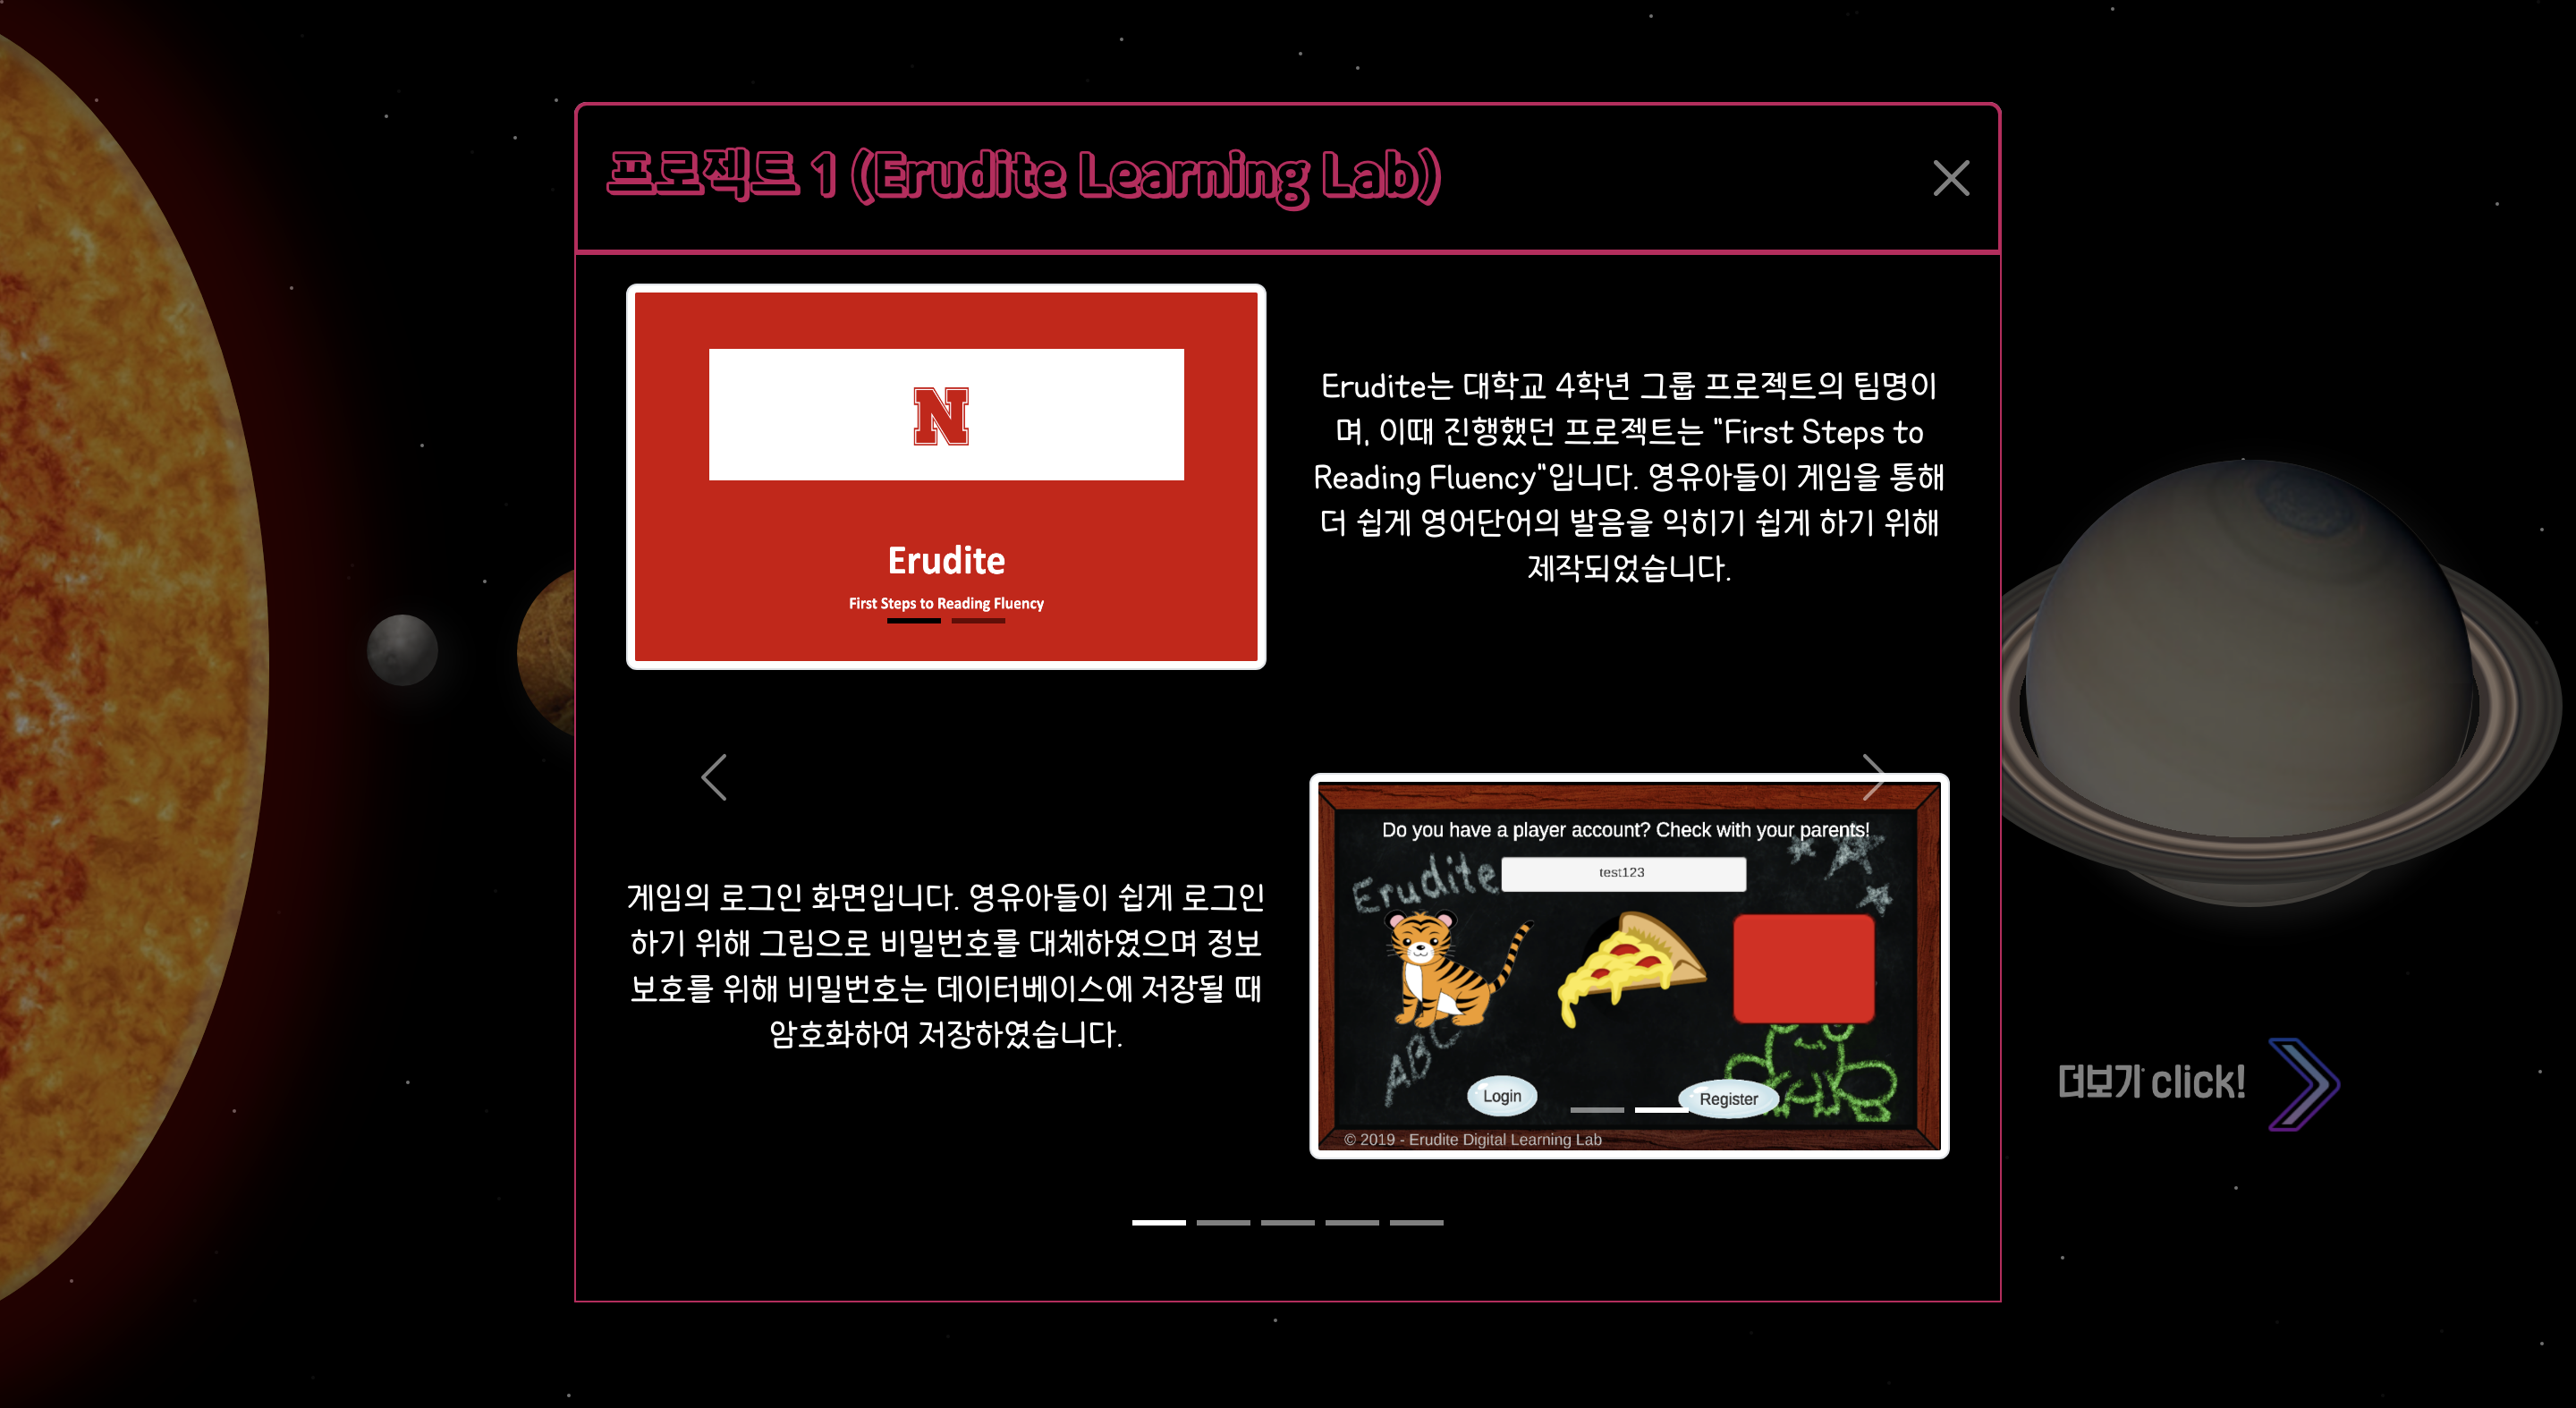 프로젝트 1 (Erudite Learning Lab)
N
Erudite
First Steps to Reading Fluency
Erudite는 대학교 4학년 그룹 프로젝트의 팀명이
며, 이때 진행했던 프로젝트는 "First Steps to
Reading Fluency"입니다. 영유아들이 게임을 통해
더 쉽게 영어단어의 발음을 익히기 쉽게 하기 위해
제작되었습니다.
게임의 로그인 화면입니다. 영유아들이 쉽게 로그인
하기 위해 그림으로 비밀번호를 대체하였으며 정보
보호를 위해 비밀번호는 데이터베이스에 저장될 때
암호화하여 저장하였습니다.
Do you have a player account? Check with your parents!
Erudite
test123
ABC
Login
Register
© 2019 - Erudite Digital Learning Lab
더보기 click!